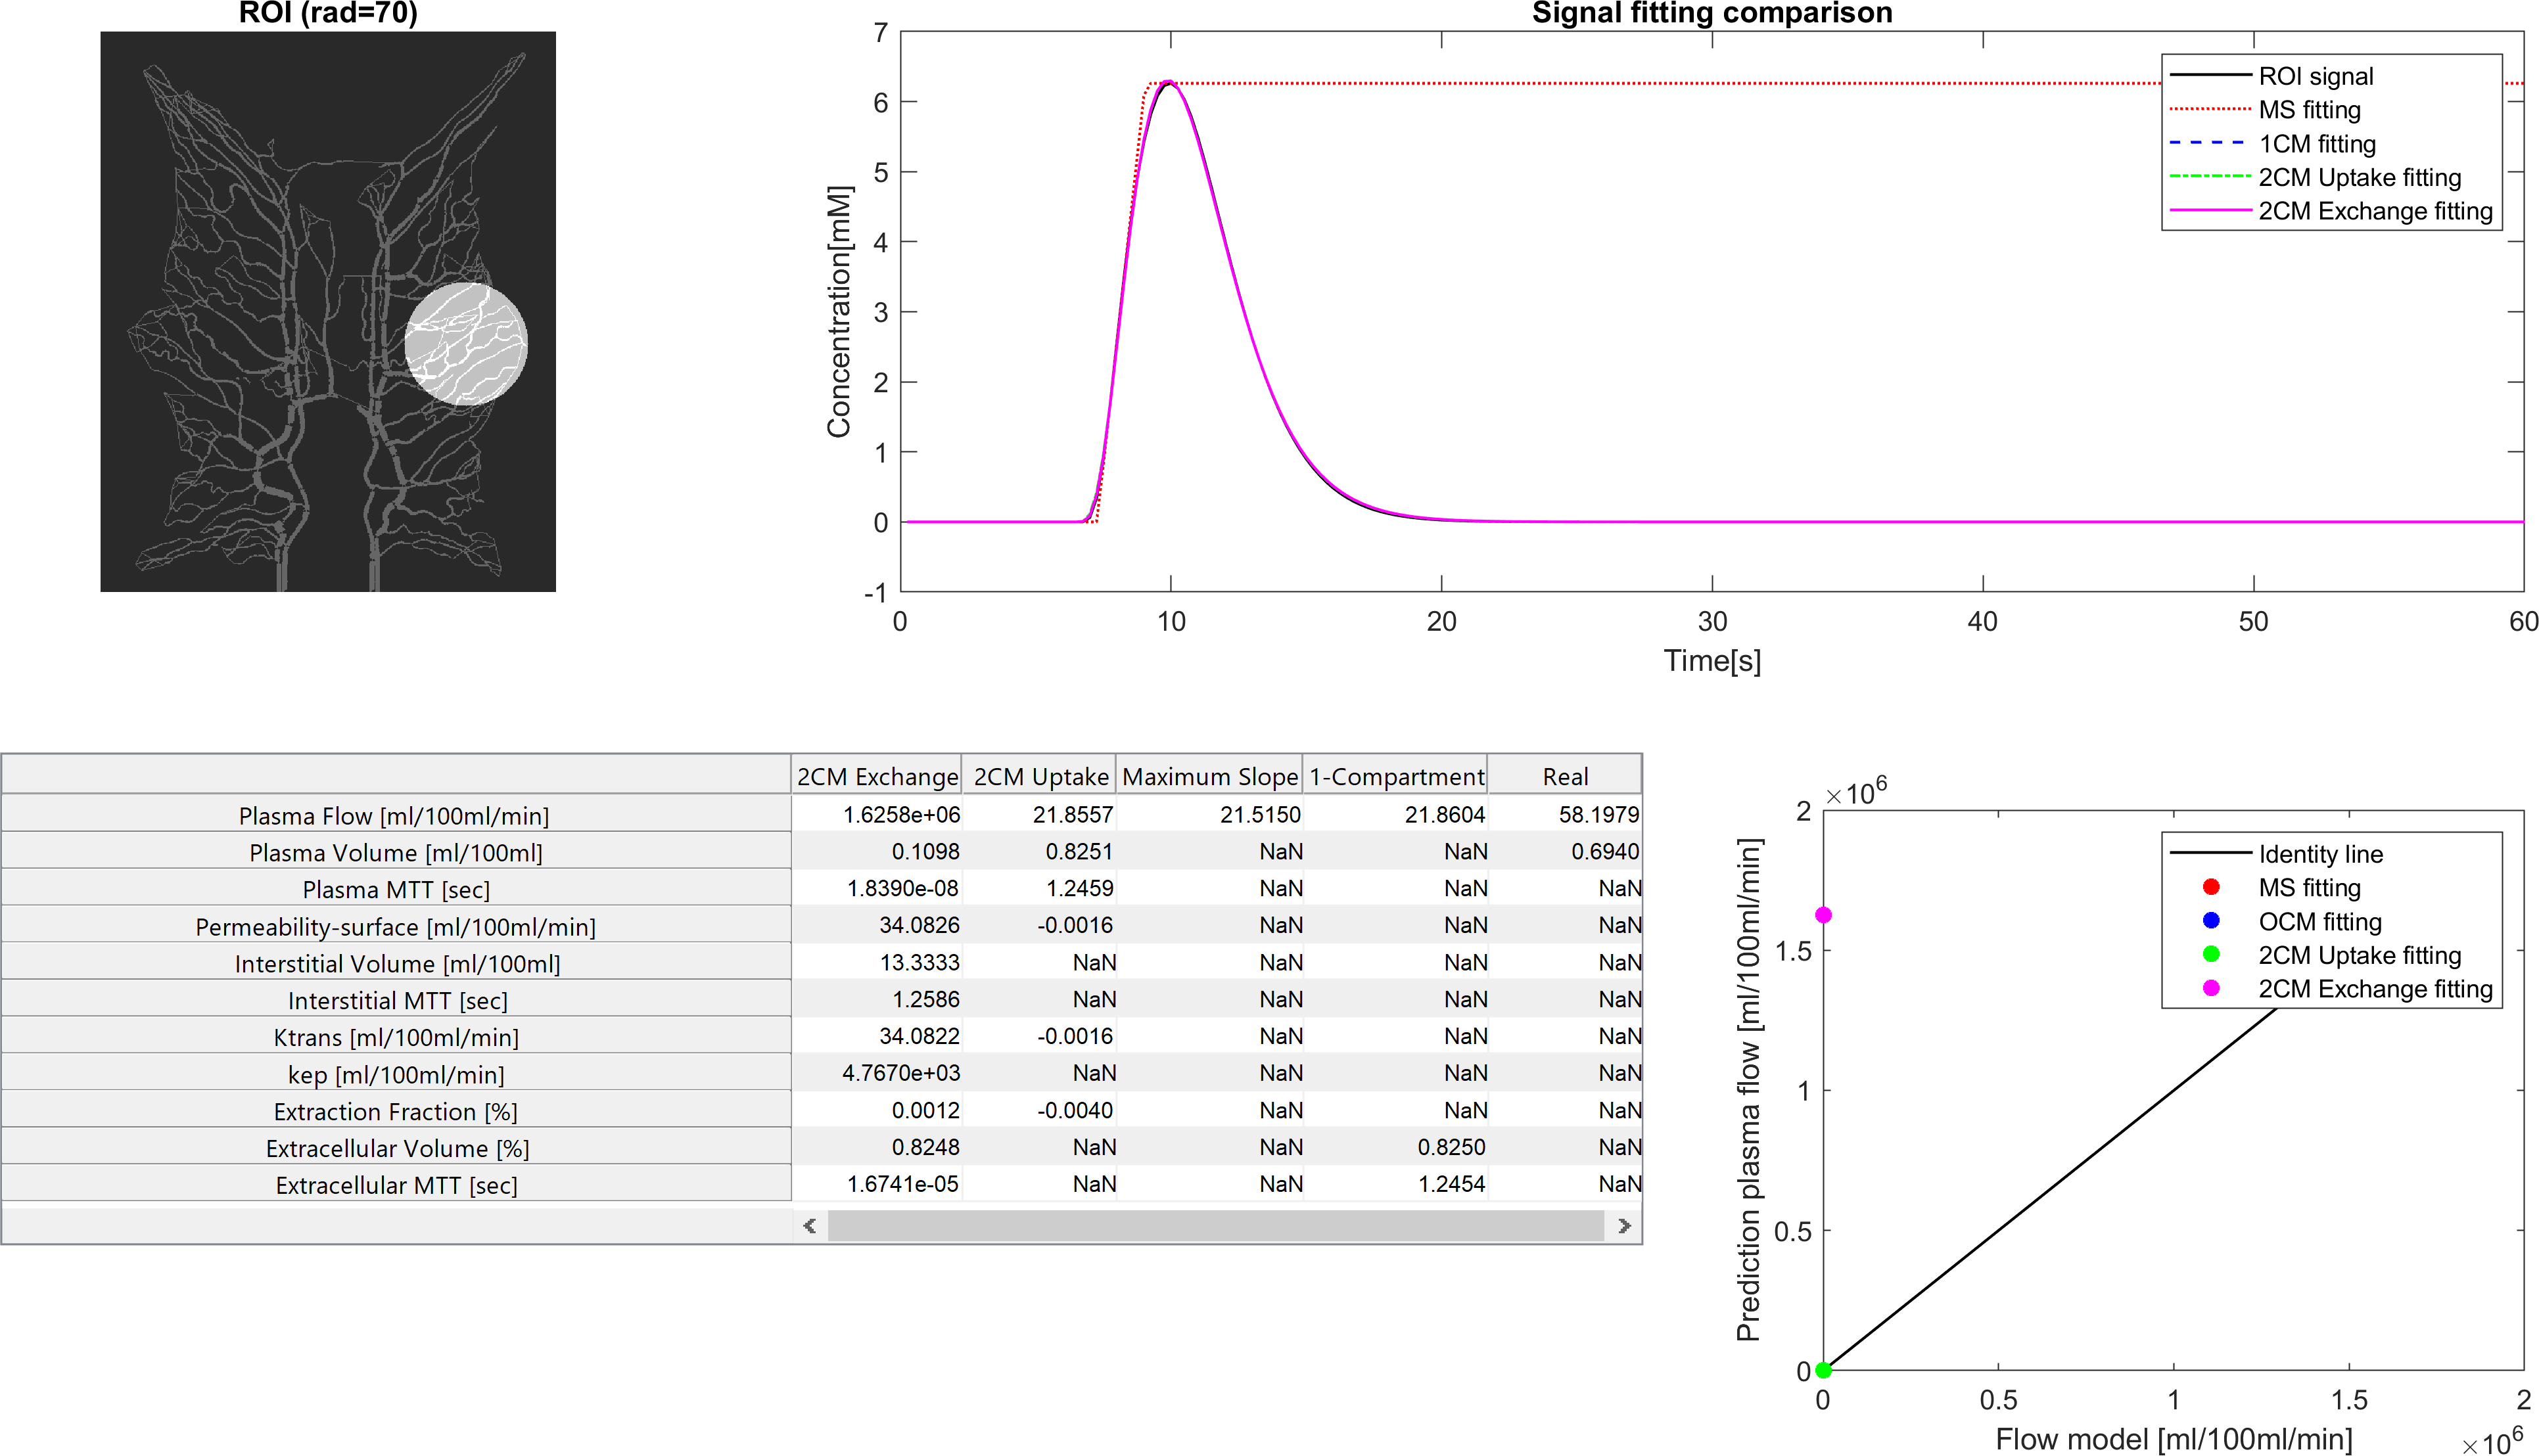 ROI (rad=70)
Signal fitting comparison
7
6
5
4
3
2
1
0
-1
Concentration[mM]
0 10 20 30 40 50 60
Time[s]
ROI signal
MS fitting
1CM fitting
2CM Uptake fitting
2CM Exchange fitting
2CM Exchange 2CM Uptake Maximum Slope 1-Compartment Real
Plasma Flow [ml/100ml/min] 1.6258e+06 21.8557 21.5150 21.8604 58.1979
Plasma Volume [ml/100ml] 0.1098 0.8251 NaN NaN 0.6940
Plasma MTT [sec] 1.8390e-08 1.2459 NaN NaN NaN
Permeability-surface [ml/100ml/min] 34.0826 -0.0016 NaN NaN NaN
Interstitial Volume [ml/100ml] 13.3333 NaN NaN NaN NaN
Interstitial MTT [sec] 1.2586 NaN NaN NaN NaN
Ktrans [ml/100ml/min] 34.0822 -0.0016 NaN NaN NaN
kep [ml/100ml/min] 4.7670e+03 NaN NaN NaN NaN
Extraction Fraction [%] 0.0012 -0.0040 NaN NaN NaN
Extracellular Volume [%] 0.8248 NaN NaN 0.8250 NaN
Extracellular MTT [sec] 1.6741e-05 NaN NaN 1.2454 NaN
×10⁶
2
1.5
1
0.5
0
Prediction plasma flow [ml/100ml/min]
Identity line
MS fitting
OCM fitting
2CM Uptake fitting
2CM Exchange fitting
0 0.5 1 1.5 2
Flow model [ml/100ml/min]
×10⁶